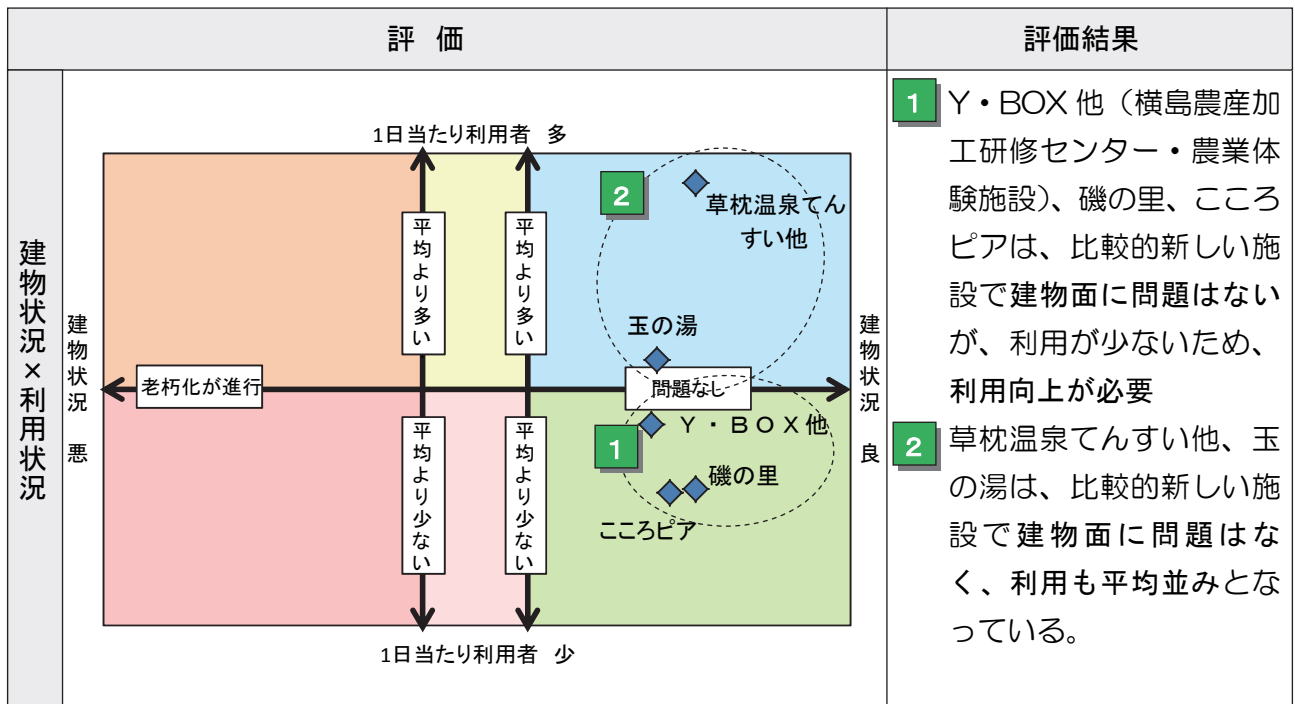 評 価
評価結果
建物状況×利用状況
1日当たり利用者 多
建物状況 悪
平均より多い
平均より多い
2
草枕温泉てん
すい他
玉の湯
老朽化が進行
問題なし
建物状況 良
平均より少ない
平均より少ない
1
Y・BOX他
磯の里
こころピア
1日当たり利用者 少
1 Y・BOX 他（横島農産加
工研修センター・農業体
験施設）、磯の里、こころ
ピアは、比較的新しい施
設で建物面に問題はない
が、利用が少ないため、
利用向上が必要
2 草枕温泉てんすい他、玉
の湯は、比較的新しい施
設で建物面に問題はな
く、利用も平均並みとな
っている。